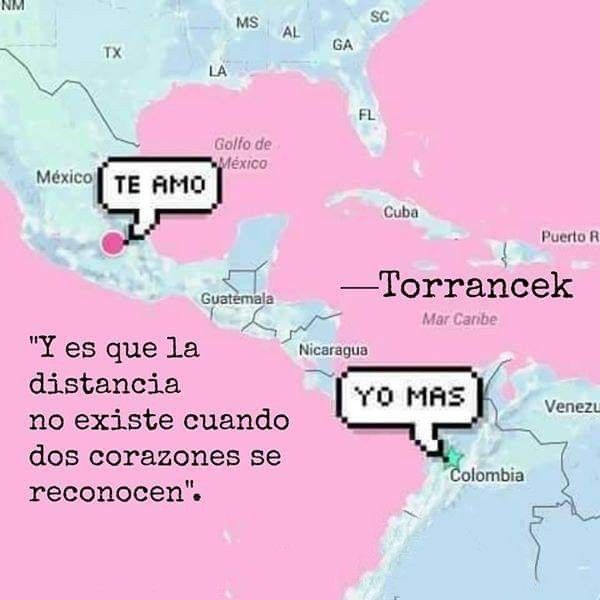 NM
MS
AL
SC
GA
TX
LA
FL
Golfo de
México
México
TE AMO
Cuba
Puerto R
Guatemala
—Torrancek
Mar Caribe
Nicaragua
"Y es que la
distancia
no existe cuando
dos corazones se
reconocen".
YO MAS
Venezu
Colombia